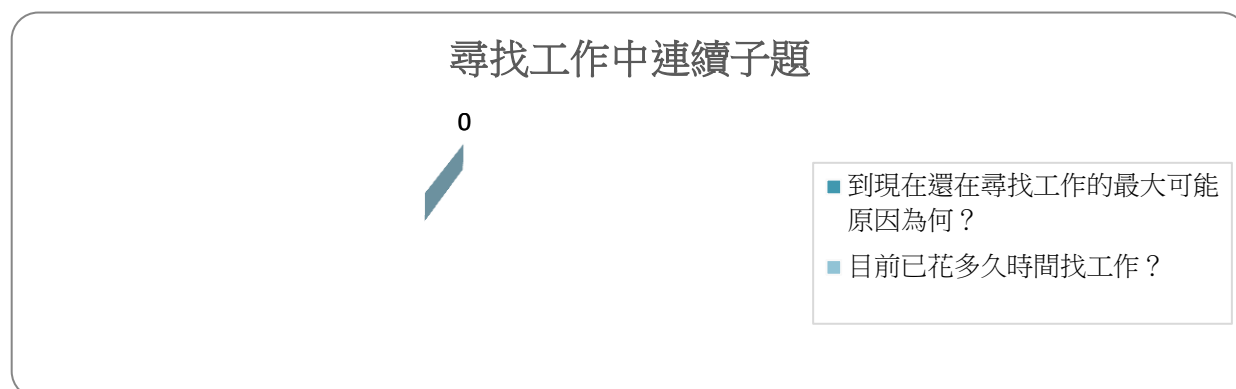 尋找工作中連續子題
0
到現在還在尋找工作的最大可能
原因為何？
目前已花多久時間找工作？